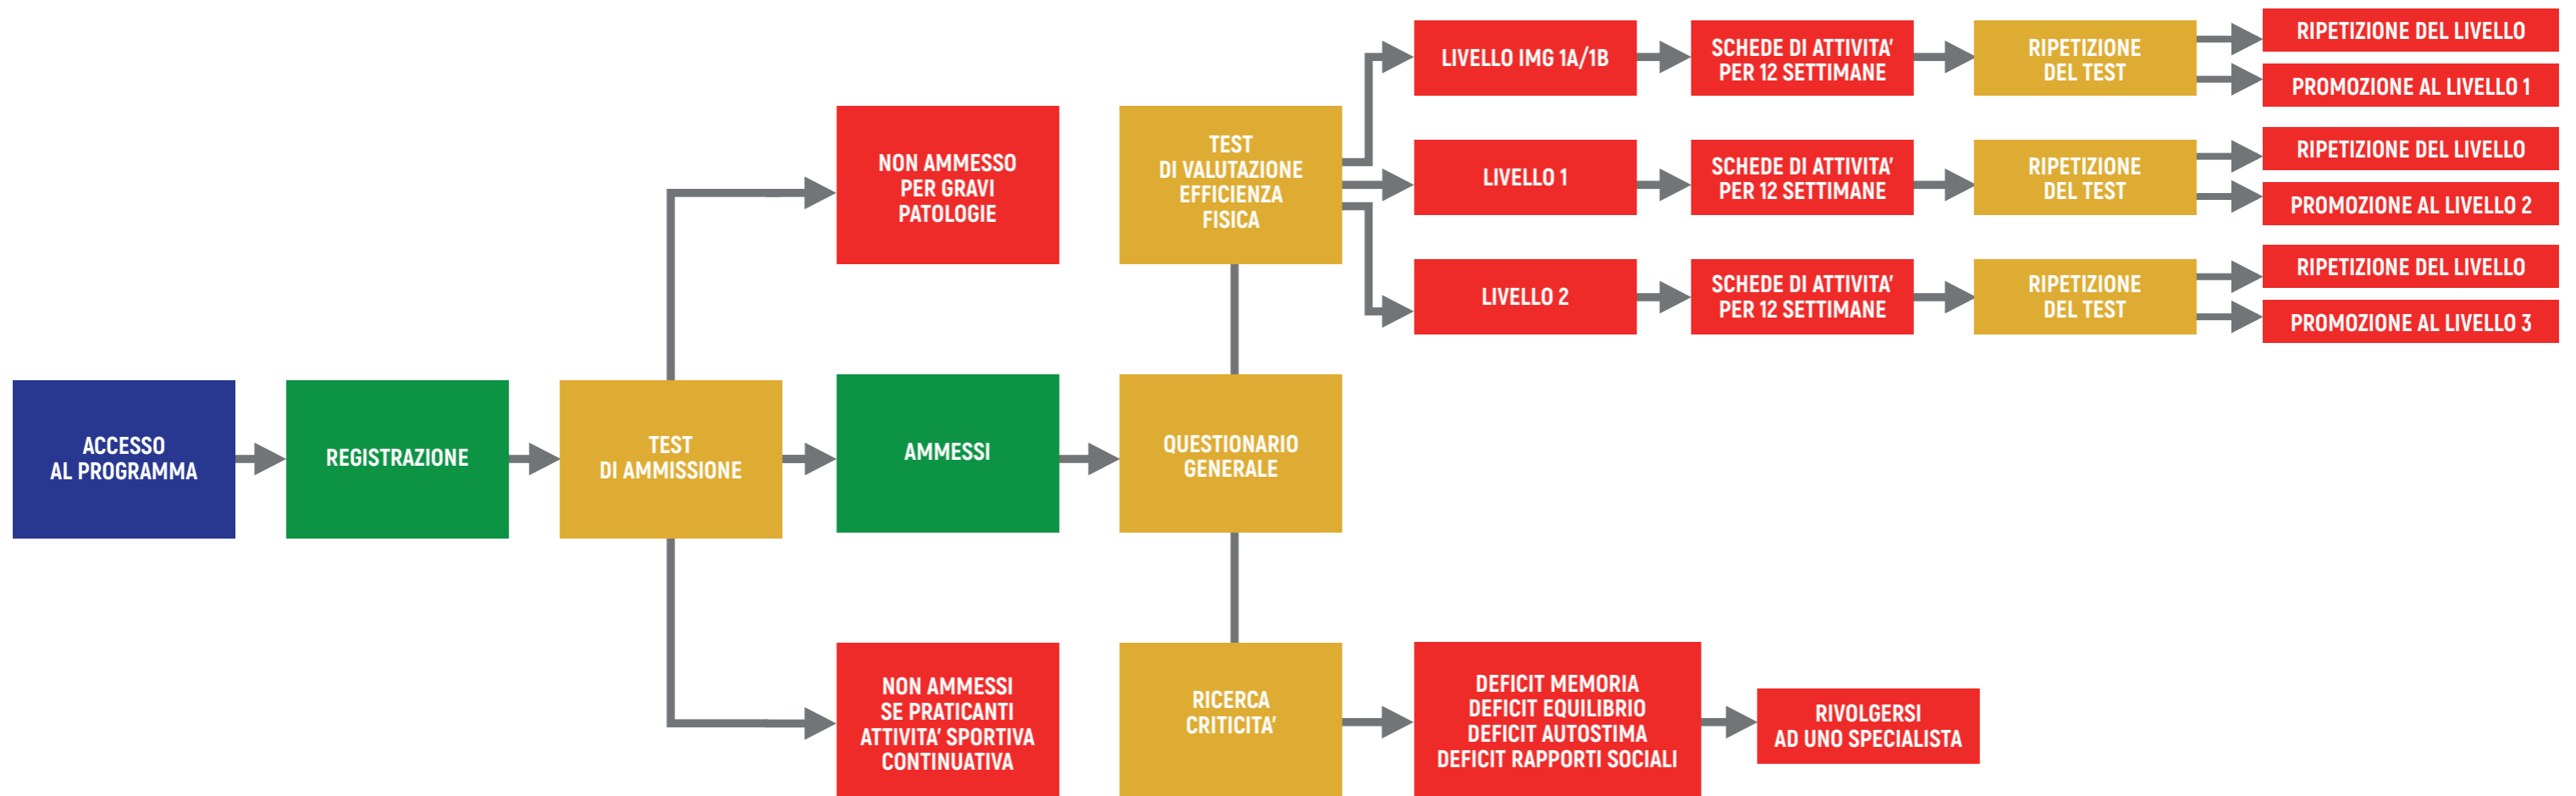 ACCESSO
AL PROGRAMMA
REGISTRAZIONE
TEST
DI AMMISSIONE
NON AMMESSO
PER GRAVI
PATOLOGIE
AMMESSI
NON AMMESSI
SE PRATICANTI
ATTIVITA' SPORTIVA
CONTINUATIVA
TEST
DI VALUTAZIONE
EFFICIENZA
FISICA
QUESTIONARIO
GENERALE
RICERCA
CRITICITA'
LIVELLO IMG 1A/1B
SCHEDE DI ATTIVITA'
PER 12 SETTIMANE
RIPETIZIONE
DEL TEST
RIPETIZIONE DEL LIVELLO
PROMOZIONE AL LIVELLO 1
LIVELLO 1
SCHEDE DI ATTIVITA'
PER 12 SETTIMANE
RIPETIZIONE
DEL TEST
RIPETIZIONE DEL LIVELLO
PROMOZIONE AL LIVELLO 2
LIVELLO 2
SCHEDE DI ATTIVITA'
PER 12 SETTIMANE
RIPETIZIONE
DEL TEST
RIPETIZIONE DEL LIVELLO
PROMOZIONE AL LIVELLO 3
DEFICIT MEMORIA
DEFICIT EQUILIBRIO
DEFICIT AUTOSTIMA
DEFICIT RAPPORTI SOCIALI
RIVOLGERSI
AD UNO SPECIALISTA